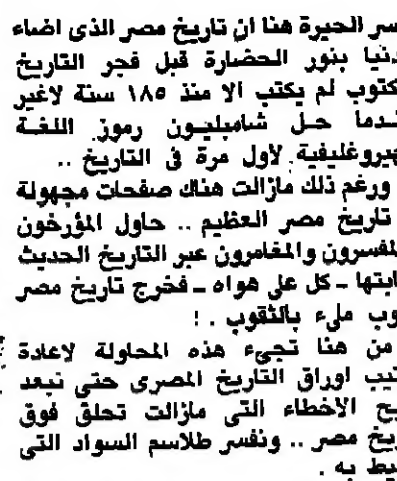 سر الحيرة هنا ان تاريخ مصر الذى اضاء
دنيا بنور الحضارة قبل فجر التاريخ
كتوب لم يكتب الا منذ ١٨٥ سنة لاغير
ندما حل شامبليون رموز اللغة
هيروغليفية لأول مرة فى التاريخ ..
ورغم ذلك مازالت هناك صفحات مجهولة
تاريخ مصر العظيم .. حاول المؤرخون
لمفسرون والمغامرون عبر التاريخ الحديث
ابتها - كل على هواه - فخرج تاريخ مصر
وب ملىء بالثقوب . !
من هنا تجىء هذه المحاولة لاعادة
تيب اوراق التاريخ المصرى حتى نبعد
بح الاخطاء التى مازالت تحلق فوق
ريخ مصر .. ونفسر طلاسم السواد التى
يط به .